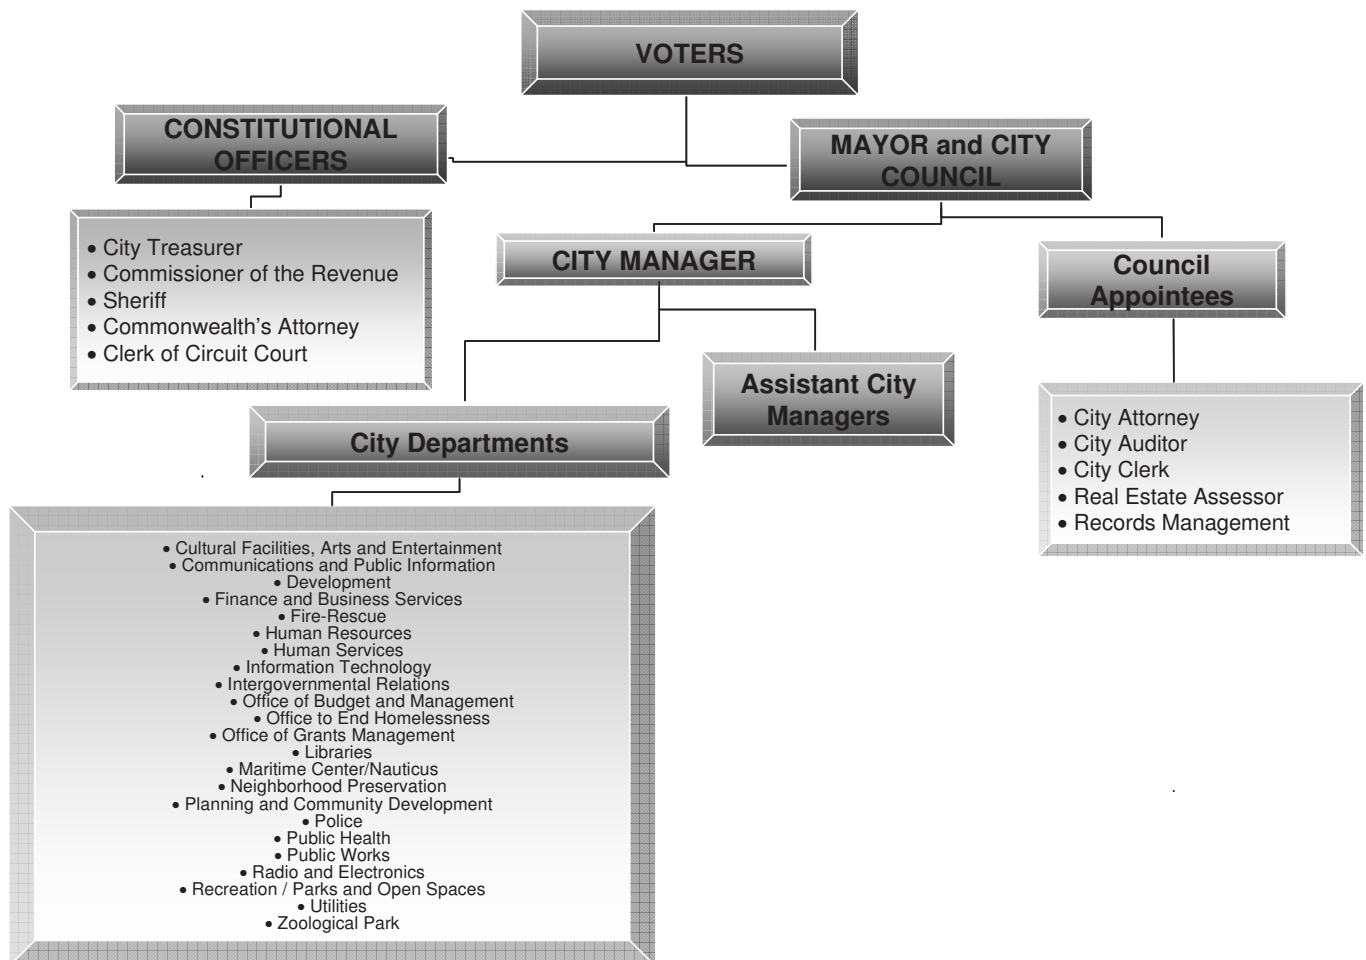 VOTERS
CONSTITUTIONAL
OFFICERS
MAYOR and CITY
COUNCIL
• City Treasurer
• Commissioner of the Revenue
• Sheriff
• Commonwealth's Attorney
• Clerk of Circuit Court
CITY MANAGER
Council
Appointees
Assistant City
Managers
• City Attorney
• City Auditor
• City Clerk
• Real Estate Assessor
• Records Management
City Departments
• Cultural Facilities, Arts and Entertainment
• Communications and Public Information
• Development
• Finance and Business Services
• Fire-Rescue
• Human Resources
• Human Services
• Information Technology
• Intergovernmental Relations
• Office of Budget and Management
• Office to End Homelessness
• Office of Grants Management
• Libraries
• Maritime Center/Nauticus
• Neighborhood Preservation
• Planning and Community Development
• Police
• Public Health
• Public Works
• Radio and Electronics
• Recreation / Parks and Open Spaces
• Utilities
• Zoological Park